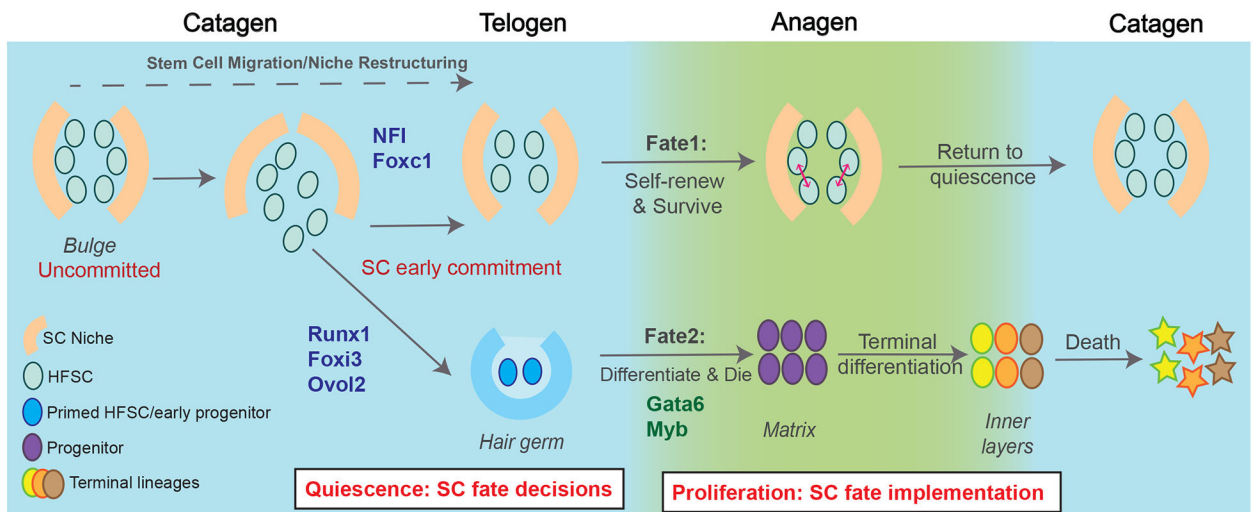 Catagen
Telogen
Anagen
Catagen
Stem Cell Migration/Niche Restructuring
NFI
Foxc1
Fate1:
Self-renew
& Survive
Return to
quiescence
Bulge
Uncommitted
SC early commitment
SC Niche
HFSC
Primed HFSC/early progenitor
Progenitor
Terminal lineages
Runx1
Foxi3
Ovol2
Hair germ
Fate2:
Differentiate & Die
Gata6
Myb
Matrix
Terminal
differentiation
Inner
layers
Death
Quiescence: SC fate decisions
Proliferation: SC fate implementation